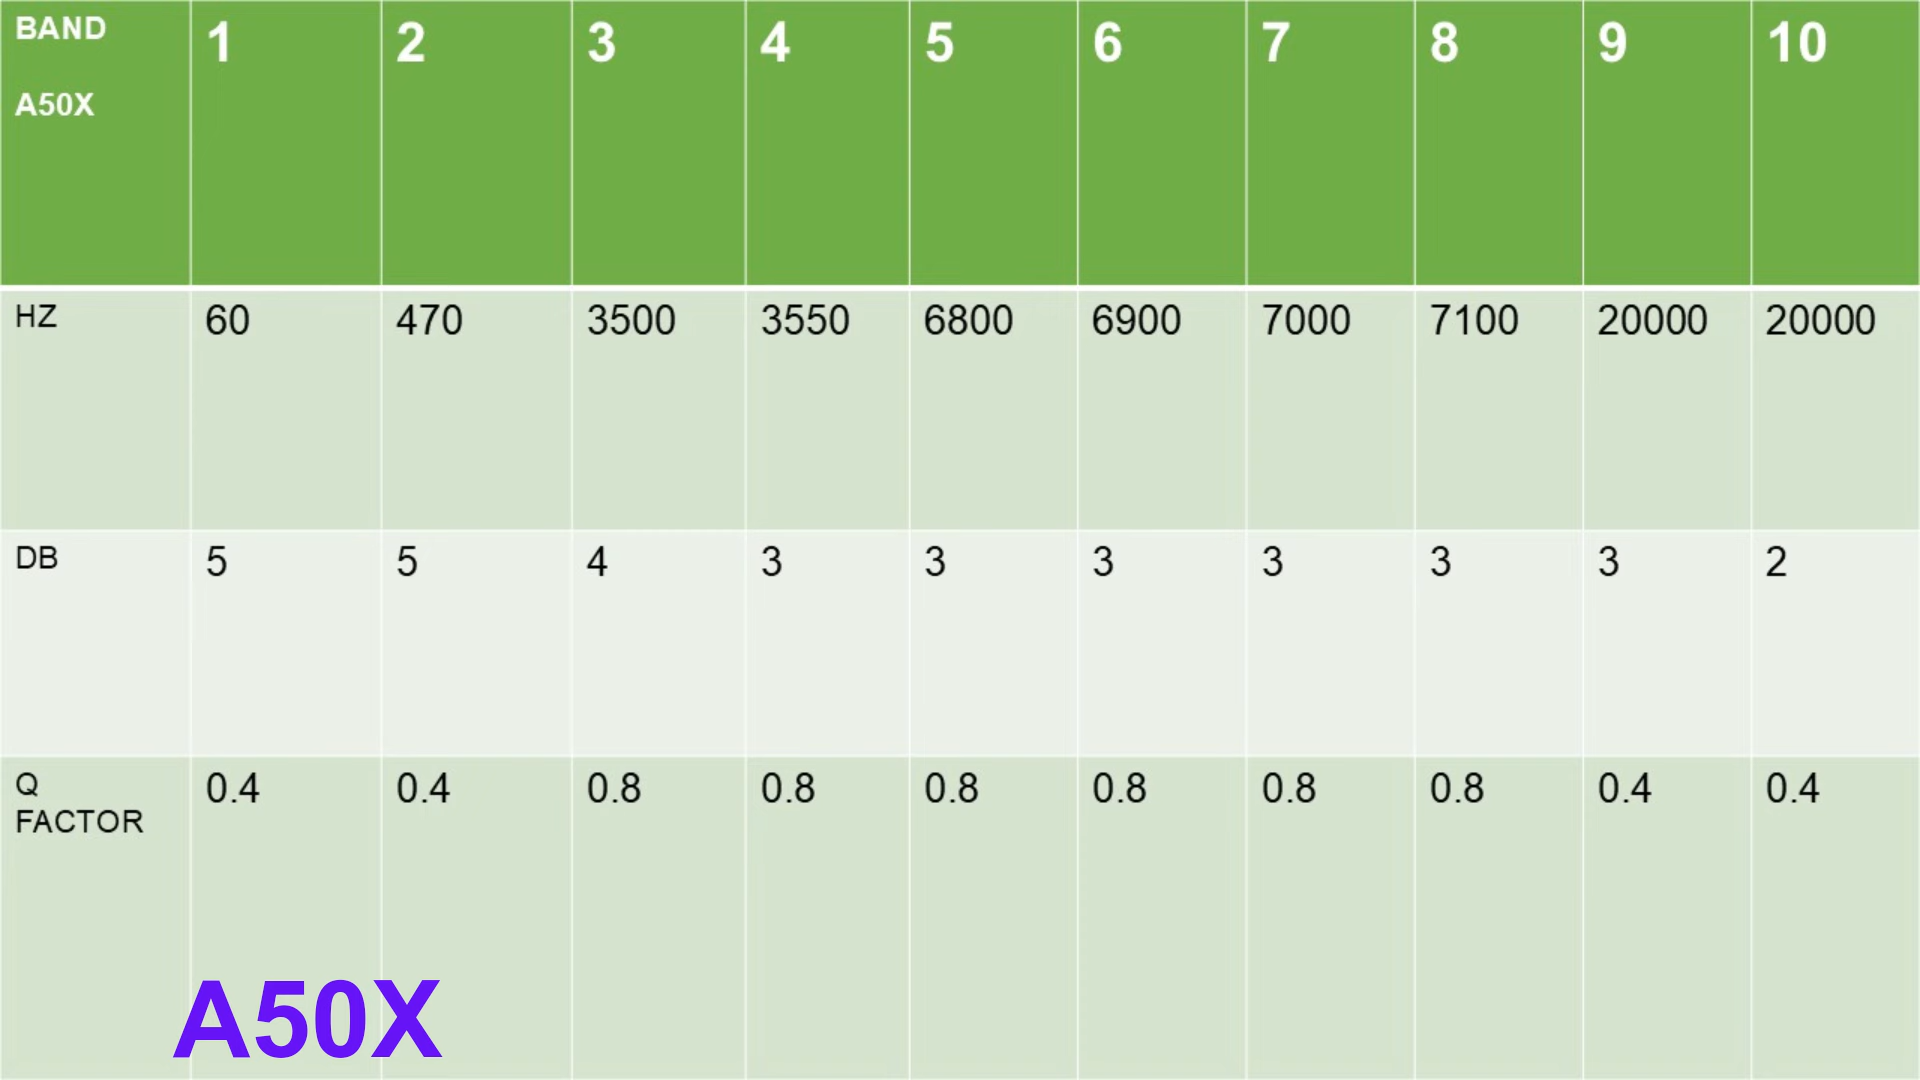 BAND 1 2 3 4 5 6 7 8 9 10
A50X
HZ 60 470 3500 3550 6800 6900 7000 7100 20000 20000
DB 5 5 4 3 3 3 3 3 3 2
Q 0.4 0.4 0.8 0.8 0.8 0.8 0.8 0.8 0.4 0.4
FACTOR
A50X